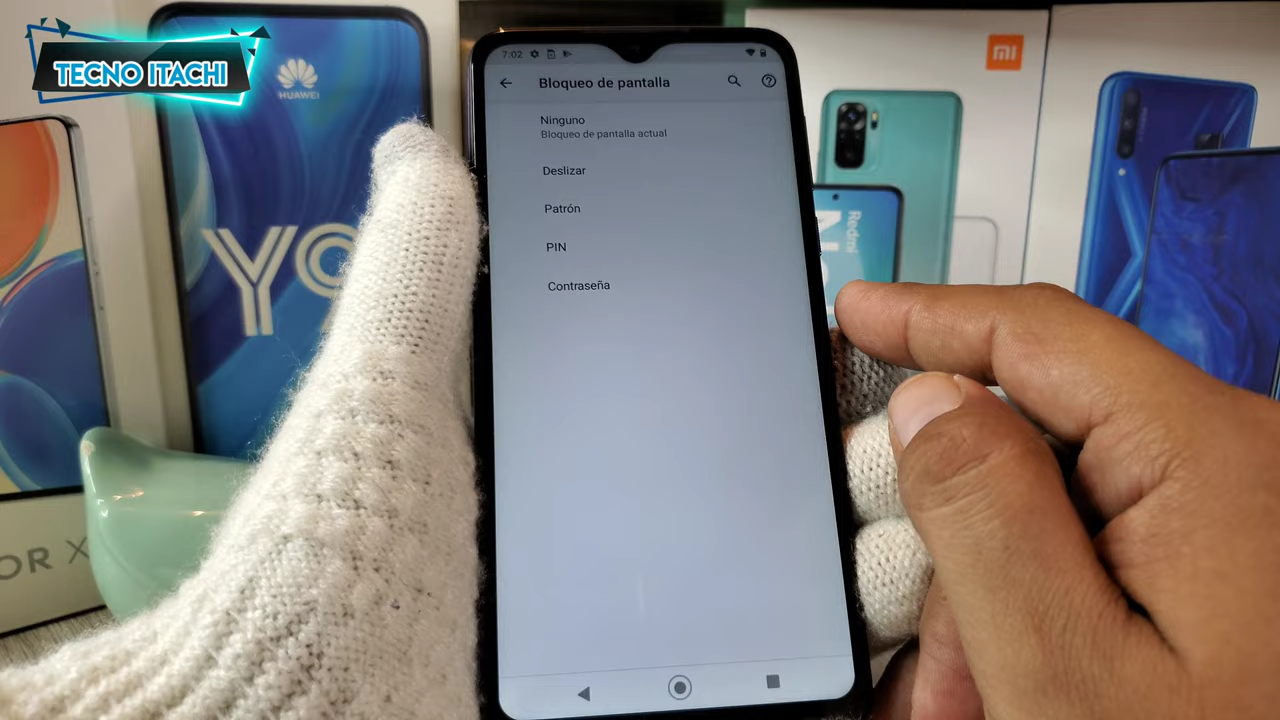 TECNO ITACHI
HUAWEI
YO
mi
7:02
Bloqueo de pantalla
Ninguno
Bloqueo de pantalla actual
Deslizar
Patrón
PIN
Contraseña
Redmi
OR X